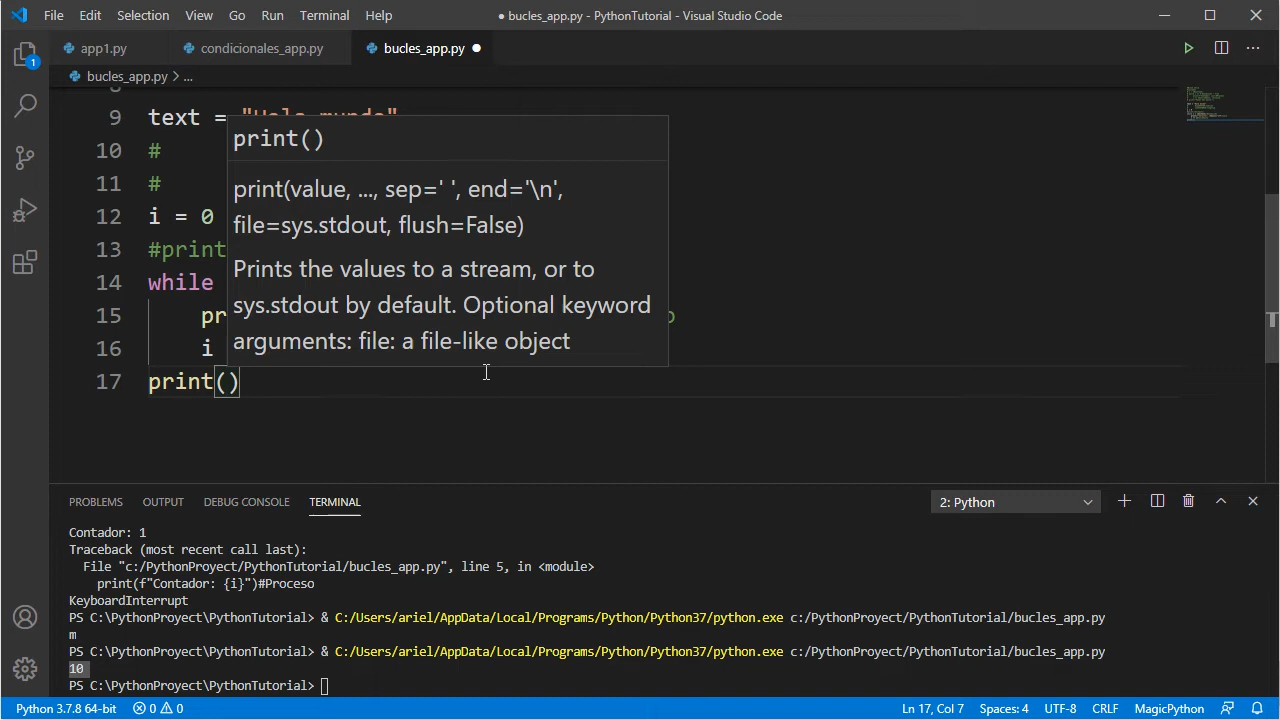 File Edit Selection View Go Run Terminal Help ● bucles_app.py - PythonTutorial - Visual Studio Code
app1.py condicionales_app.py bucles_app.py ●
bucles_app.py > ...
9 text = "Hola mundo"
print()
10 #
print(value, ..., sep=' ', end='\n',
11 #
file=sys.stdout, flush=False)
12 i = 0
13 #print
Prints the values to a stream, or to
14 while
sys.stdout by default. Optional keyword
15 pr
arguments: file: a file-like object
16 i
17 print()
PROBLEMS OUTPUT DEBUG CONSOLE TERMINAL 2: Python
Contador: 1
Traceback (most recent call last):
File "c:/PythonProyect/PythonTutorial/bucles_app.py", line 5, in <module>
print(f"Contador: {i}")#Proceso
KeyboardInterrupt
PS C:\PythonProyect\PythonTutorial> & C:/Users/ariel/AppData/Local/Programs/Python/Python37/python.exe c:/PythonProyect/PythonTutorial/bucles_app.py
m
PS C:\PythonProyect\PythonTutorial> & C:/Users/ariel/AppData/Local/Programs/Python/Python37/python.exe c:/PythonProyect/PythonTutorial/bucles_app.py
10
PS C:\PythonProyect\PythonTutorial>
Python 3.7.8 64-bit 0 0 Ln 17, Col 7 Spaces: 4 UTF-8 CRLF MagicPython